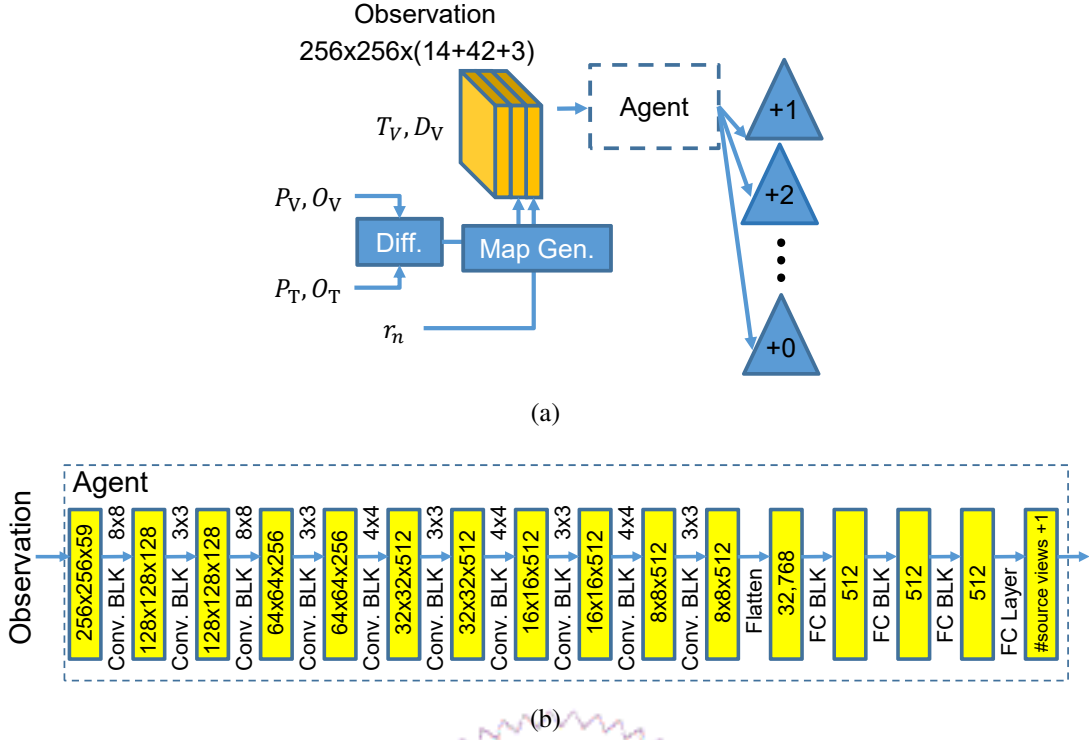 Observation
256x256x(14+42+3)
Agent
+1
T_V, D_V
+2
P_V, O_V
Diff.
Map Gen.
P_T, O_T
r_n
+0
(a)
Observation
Agent
256x256x59
Conv. BLK 8x8
128x128x128
Conv. BLK 3x3
128x128x128
Conv. BLK 8x8
64x64x256
Conv. BLK 3x3
64x64x256
Conv. BLK 4x4
32x32x512
Conv. BLK 3x3
32x32x512
Conv. BLK 4x4
16x16x512
Conv. BLK 3x3
16x16x512
Conv. BLK 4x4
8x8x512
Conv. BLK 3x3
8x8x512
Flatten
32,768
FC BLK
512
FC BLK
512
FC BLK
512
FC Layer
#source views +1
(b)